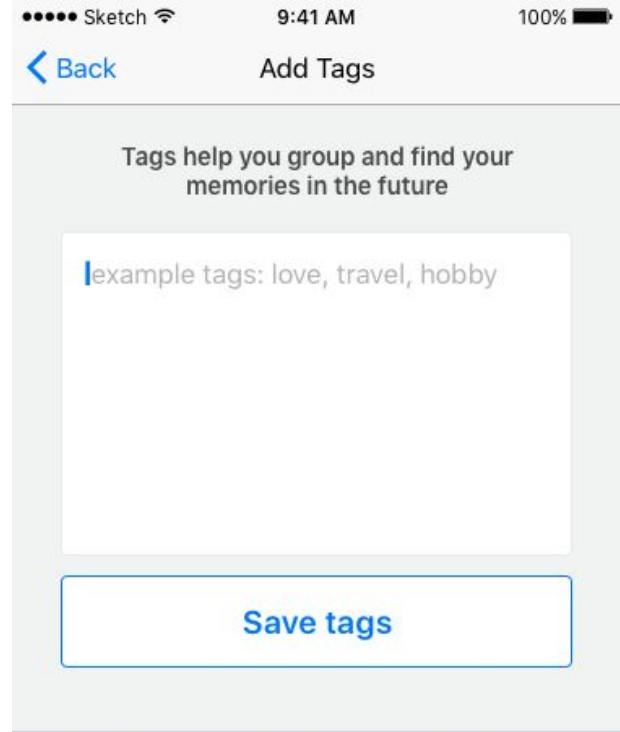 ●●●●● Sketch 9:41 AM 100%
Back Add Tags
Tags help you group and find your
memories in the future
example tags: love, travel, hobby
Save tags